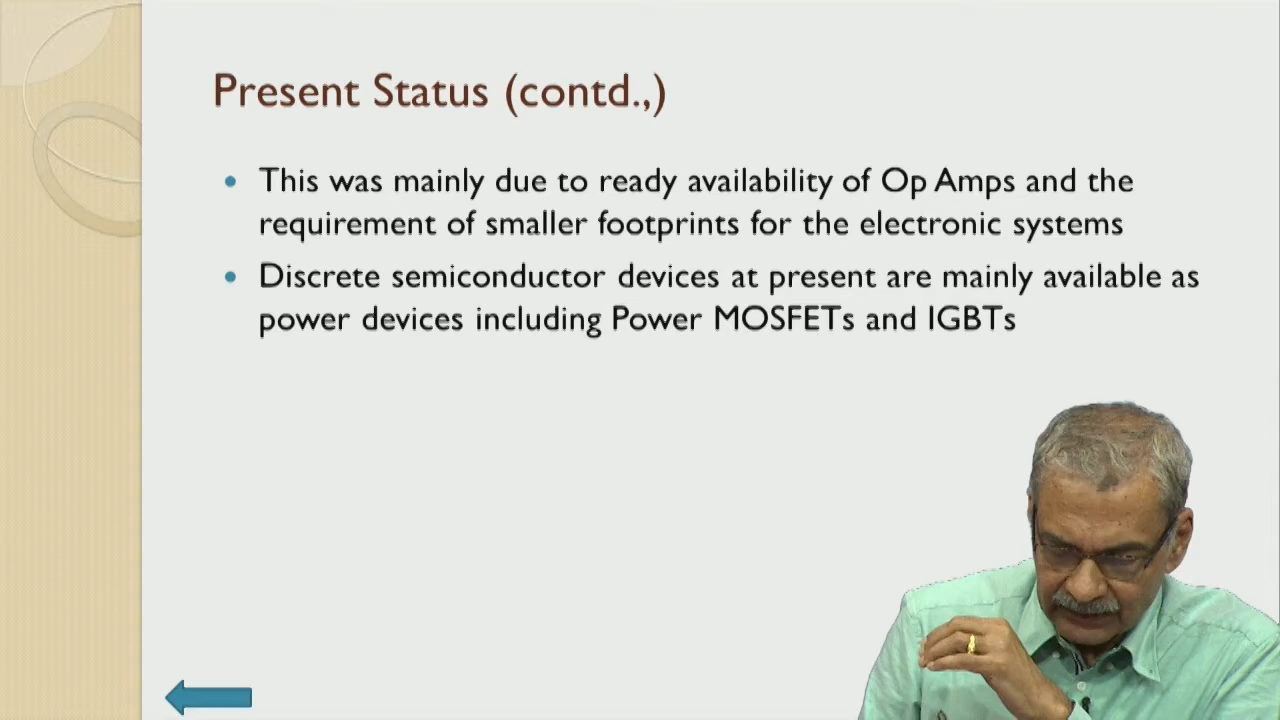 Present Status (contd.,)
This was mainly due to ready availability of Op Amps and the
requirement of smaller footprints for the electronic systems
Discrete semiconductor devices at present are mainly available as
power devices including Power MOSFETs and IGBTs